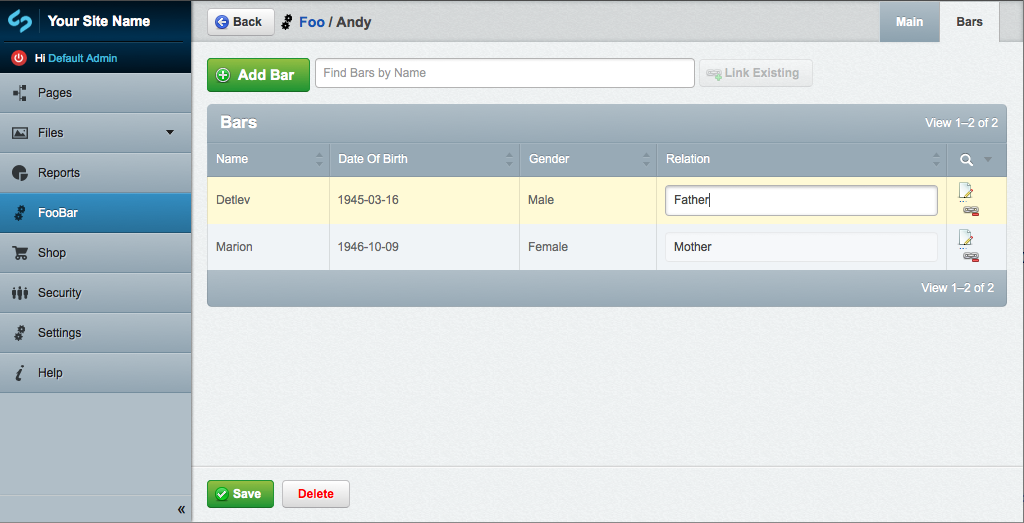 Your Site Name
Hi Default Admin
Pages
Files
Reports
FooBar
Shop
Security
Settings
Help
«
Back
Foo / Andy
Main
Bars
Add Bar
Find Bars by Name
Link Existing
Bars
View 1–2 of 2
Name Date Of Birth Gender Relation
Detlev 1945-03-16 Male Father
Marion 1946-10-09 Female Mother
View 1–2 of 2
Save
Delete